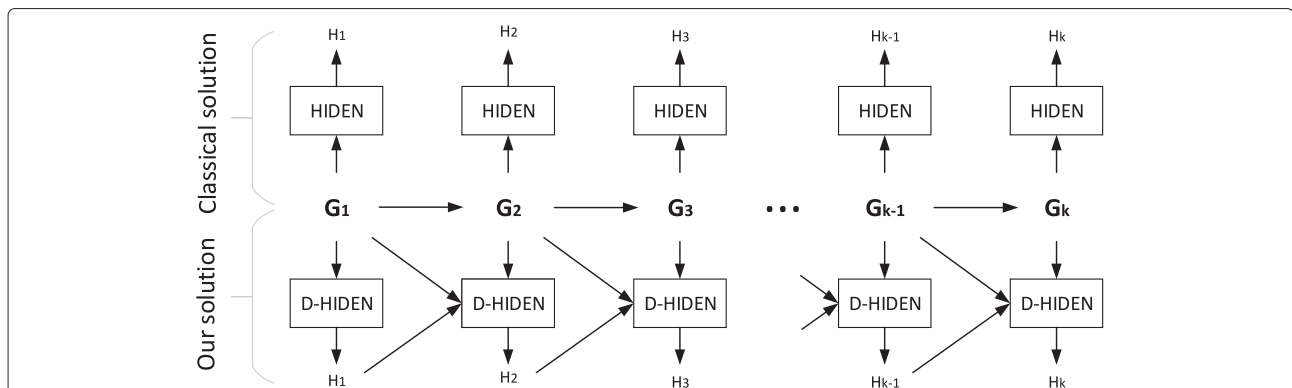 Classical solution
H1 H2 H3 Hk-1 Hk
HIDEN HIDEN HIDEN HIDEN HIDEN
G1 G2 G3 ••• Gk-1 Gk
Our solution
D-HIDEN D-HIDEN D-HIDEN D-HIDEN D-HIDEN
H1 H2 H3 Hk-1 Hk